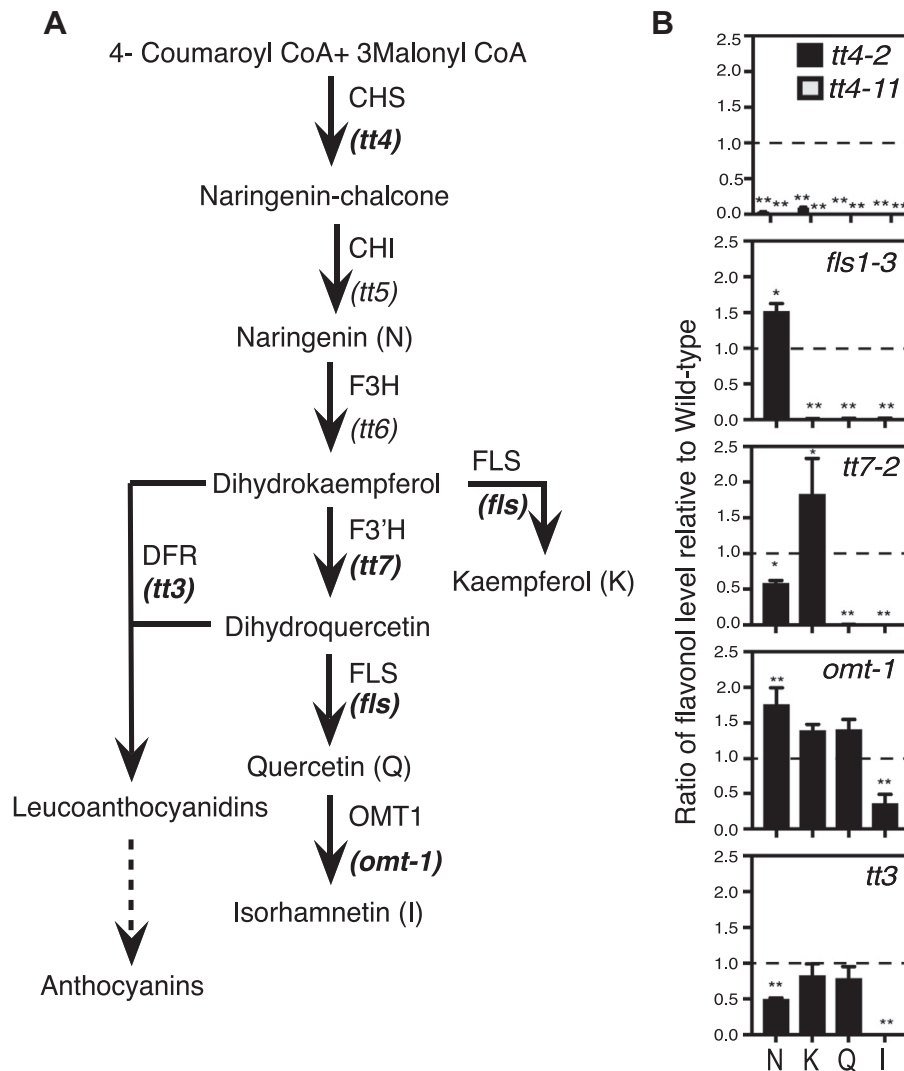 A
4- Coumaroyl CoA+ 3Malonyl CoA
CHS
(tt4)
Naringenin-chalcone
CHI
(tt5)
Naringenin (N)
F3H
(tt6)
Dihydrokaempferol
FLS
(fls)
F3'H
(tt7)
Kaempferol (K)
DFR
(tt3)
Dihydroquercetin
FLS
(fls)
Quercetin (Q)
Leucoanthocyanidins
OMT1
(omt-1)
Isorhamnetin (I)
Anthocyanins
B
Ratio of flavonol level relative to Wild-type
2.5
2.0
1.5
1.0
0.5
0.0
tt4-2
tt4-11
** ** ** ** ** ** ** **
2.5
2.0
1.5
1.0
0.5
0.0
fls1-3
* ** ** **
2.5
2.0
1.5
1.0
0.5
0.0
tt7-2
* * ** **
2.5
2.0
1.5
1.0
0.5
0.0
omt-1
** **
2.5
2.0
1.5
1.0
0.5
0.0
tt3
** **
N K Q I